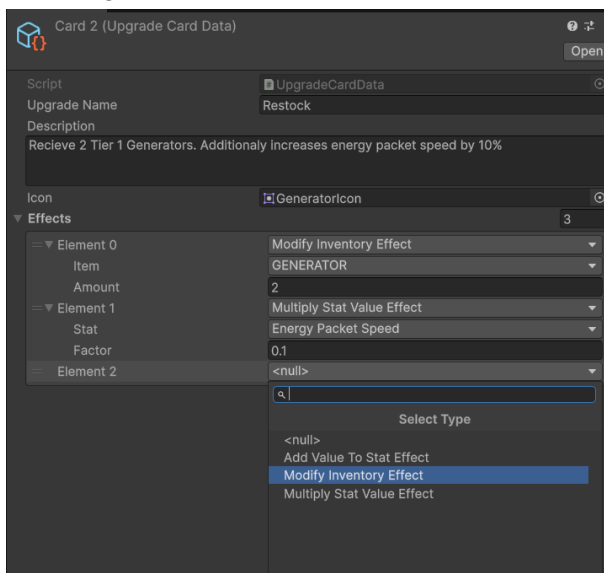 Card 2 (Upgrade Card Data)
Open
Script UpgradeCardData
Upgrade Name Restock
Description
Recieve 2 Tier 1 Generators. Additionaly increases energy packet speed by 10%
Icon GeneratorIcon
Effects 3
Element 0 Modify Inventory Effect
Item GENERATOR
Amount 2
Element 1 Multiply Stat Value Effect
Stat Energy Packet Speed
Factor 0.1
Element 2 <null>
Select Type
<null>
Add Value To Stat Effect
Modify Inventory Effect
Multiply Stat Value Effect